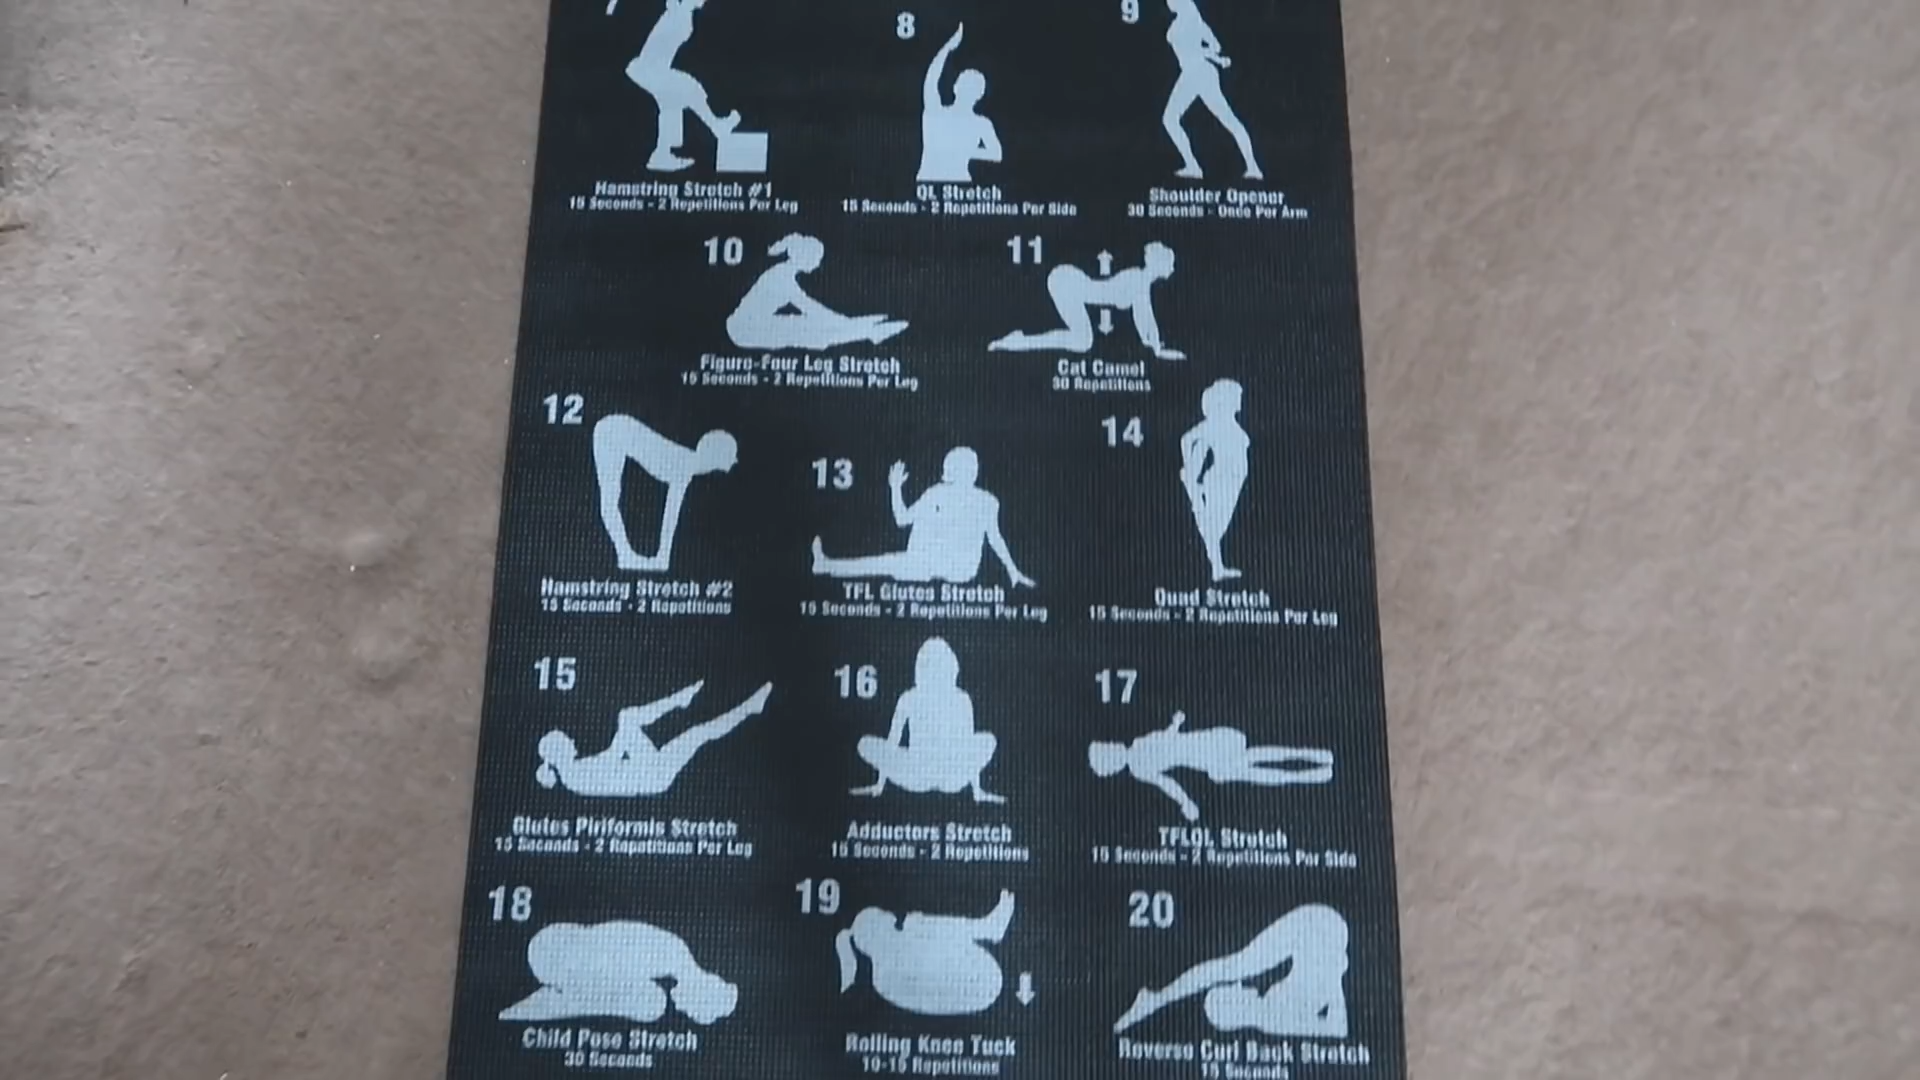 7
8
9
Hamstring Stretch #1
15 Seconds - 2 Repetitions Per Leg
QL Stretch
15 Seconds - 2 Repetitions Per Side
Shoulder Opener
30 Seconds - Once Per Arm
10
11
Figure-Four Leg Stretch
15 Seconds - 2 Repetitions Per Leg
Cat Camel
30 Repetitions
12
13
14
Hamstring Stretch #2
15 Seconds - 2 Repetitions
TFL Glutes Stretch
15 Seconds - 2 Repetitions Per Leg
Quad Stretch
15 Seconds - 2 Repetitions Per Leg
15
16
17
Glutes Piriformis Stretch
15 Seconds - 2 Repetitions Per Leg
Adductors Stretch
15 Seconds - 2 Repetitions
TFLQL Stretch
15 Seconds - 2 Repetitions Per Side
18
19
20
Child Pose Stretch
30 Seconds
Rolling Knee Tuck
10-15 Repetitions
Reverse Curl Back Stretch
15 Seconds